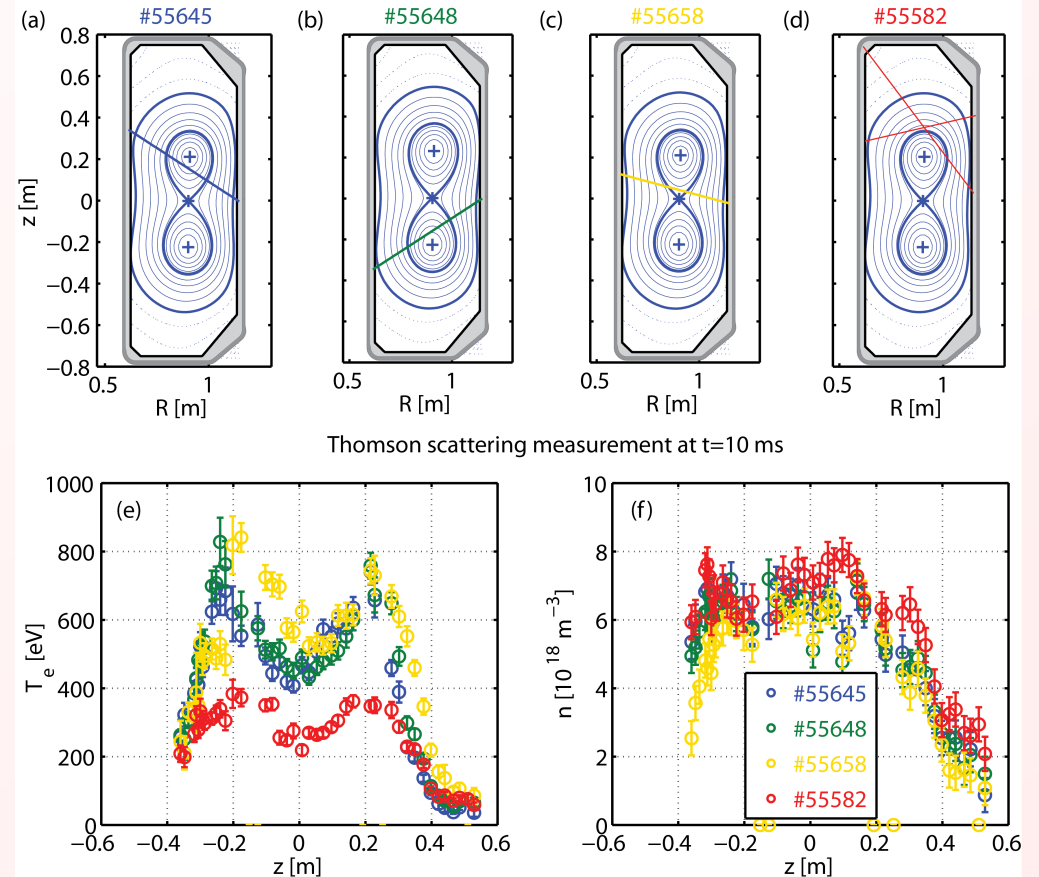 (a) #55645 (b) #55648 (c) #55658 (d) #55582
0.8
0.6
0.4
0.2
0
−0.2
−0.4
−0.6
−0.8
z [m]
0.5 1 0.5 1 0.5 1 0.5 1
R [m] R [m] R [m] R [m]
Thomson scattering measurement at t=10 ms
(e)
1000
800
600
400
200
0
T_e [eV]
−0.6 −0.4 −0.2 0 0.2 0.4 0.6
z [m]
(f)
10
8
6
4
2
0
n [10^18 m^−3]
#55645
#55648
#55658
#55582
−0.6 −0.4 −0.2 0 0.2 0.4 0.6
z [m]